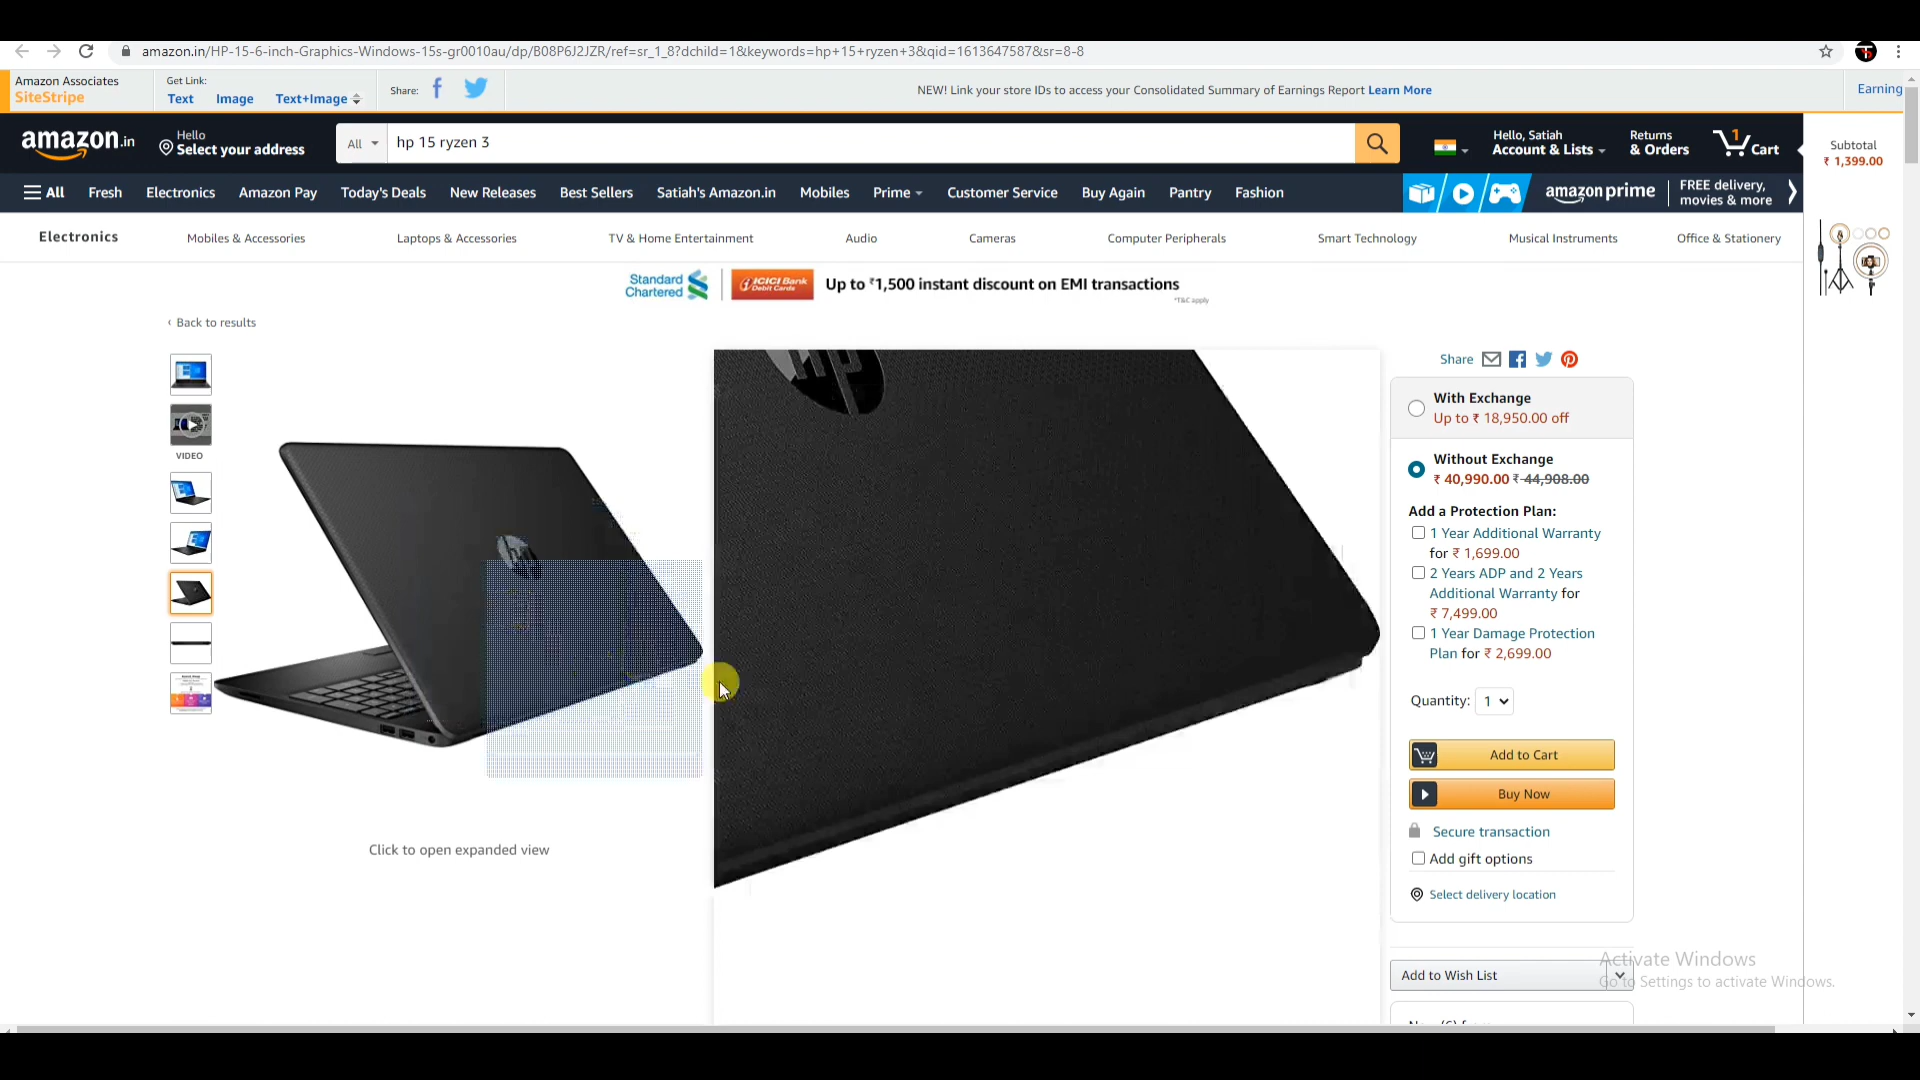 amazon.in/HP-15-6-inch-Graphics-Windows-15s-gr0010au/dp/B08P6J2JZR/ref=sr_1_8?dchild=1&keywords=hp+15+ryzen+3&qid=1613647587&sr=8-8
Amazon Associates
SiteStripe
Get Link:
Text Image Text+Image
Share:
NEW! Link your store IDs to access your Consolidated Summary of Earnings Report Learn More
Earning
amazon.in
Hello
Select your address
All
hp 15 ryzen 3
Hello, Satiah
Account & Lists
Returns
& Orders
1
Cart
Subtotal
₹ 1,399.00
All Fresh Electronics Amazon Pay Today's Deals New Releases Best Sellers Satiah's Amazon.in Mobiles Prime Customer Service Buy Again Pantry Fashion
amazon prime
FREE delivery,
movies & more
Electronics Mobiles & Accessories Laptops & Accessories TV & Home Entertainment Audio Cameras Computer Peripherals Smart Technology Musical Instruments Office & Stationery
Standard
Chartered
ICICI Bank
Debit Cards
Up to ₹1,500 instant discount on EMI transactions
*T&C apply
‹ Back to results
VIDEO
hp
hp
Click to open expanded view
Share
With Exchange
Up to ₹ 18,950.00 off
Without Exchange
₹ 40,990.00 ₹ 44,908.00
Add a Protection Plan:
1 Year Additional Warranty
for ₹ 1,699.00
2 Years ADP and 2 Years
Additional Warranty for
₹ 7,499.00
1 Year Damage Protection
Plan for ₹ 2,699.00
Quantity: 1
Add to Cart
Buy Now
Secure transaction
Add gift options
Select delivery location
Add to Wish List
Activate Windows
Go to Settings to activate Windows.